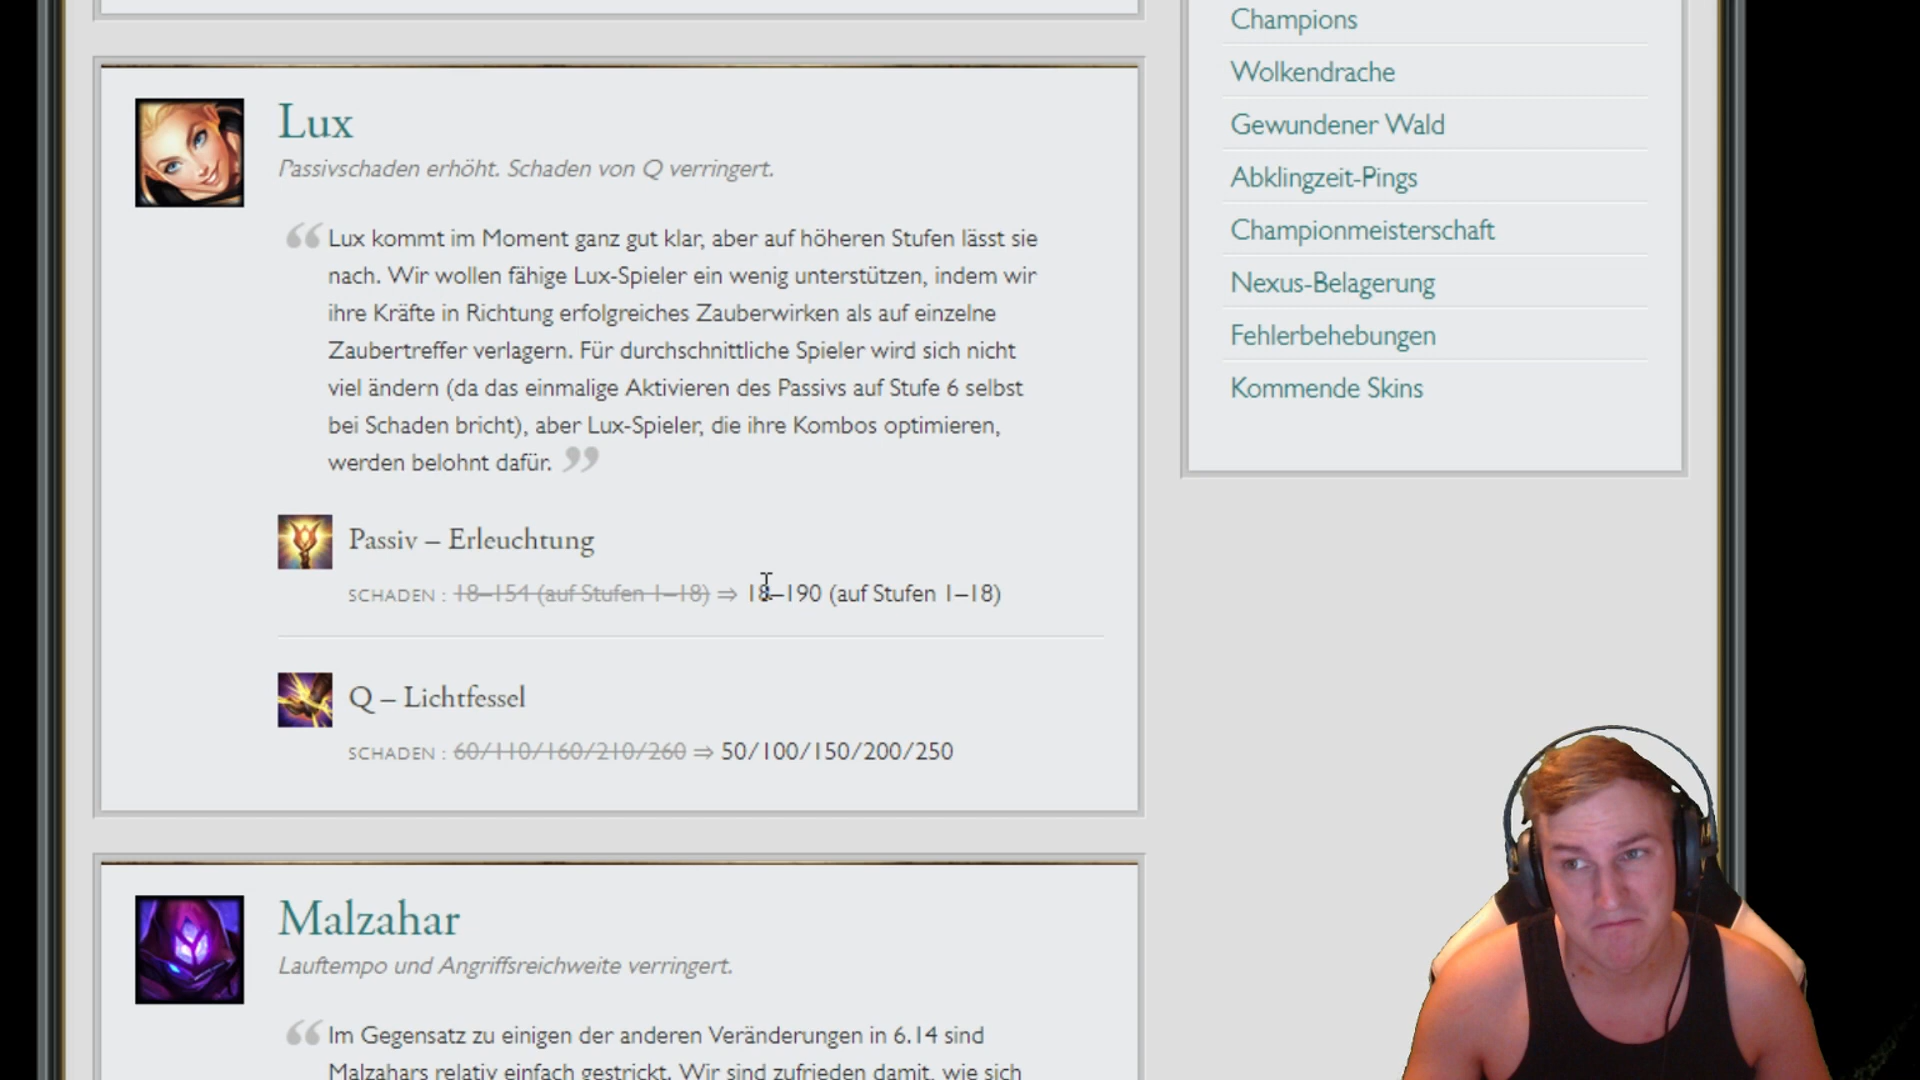 Lux
Passivschaden erhöht. Schaden von Q verringert.
“ Lux kommt im Moment ganz gut klar, aber auf höheren Stufen lässt sie
nach. Wir wollen fähige Lux-Spieler ein wenig unterstützen, indem wir
ihre Kräfte in Richtung erfolgreiches Zauberwirken als auf einzelne
Zaubertreffer verlagern. Für durchschnittliche Spieler wird sich nicht
viel ändern (da das einmalige Aktivieren des Passivs auf Stufe 6 selbst
bei Schaden bricht), aber Lux-Spieler, die ihre Kombos optimieren,
werden belohnt dafür. ”
Passiv – Erleuchtung
SCHADEN : 18–154 (auf Stufen 1–18) ⇒ 18–190 (auf Stufen 1–18)
Q – Lichtfessel
SCHADEN : 60/110/160/210/260 ⇒ 50/100/150/200/250
Malzahar
Lauftempo und Angriffsreichweite verringert.
“ Im Gegensatz zu einigen der anderen Veränderungen in 6.14 sind
Malzahars relativ einfach gestrickt. Wir sind zufrieden damit, wie sich
Champions
Wolkendrache
Gewundener Wald
Abklingzeit-Pings
Championmeisterschaft
Nexus-Belagerung
Fehlerbehebungen
Kommende Skins